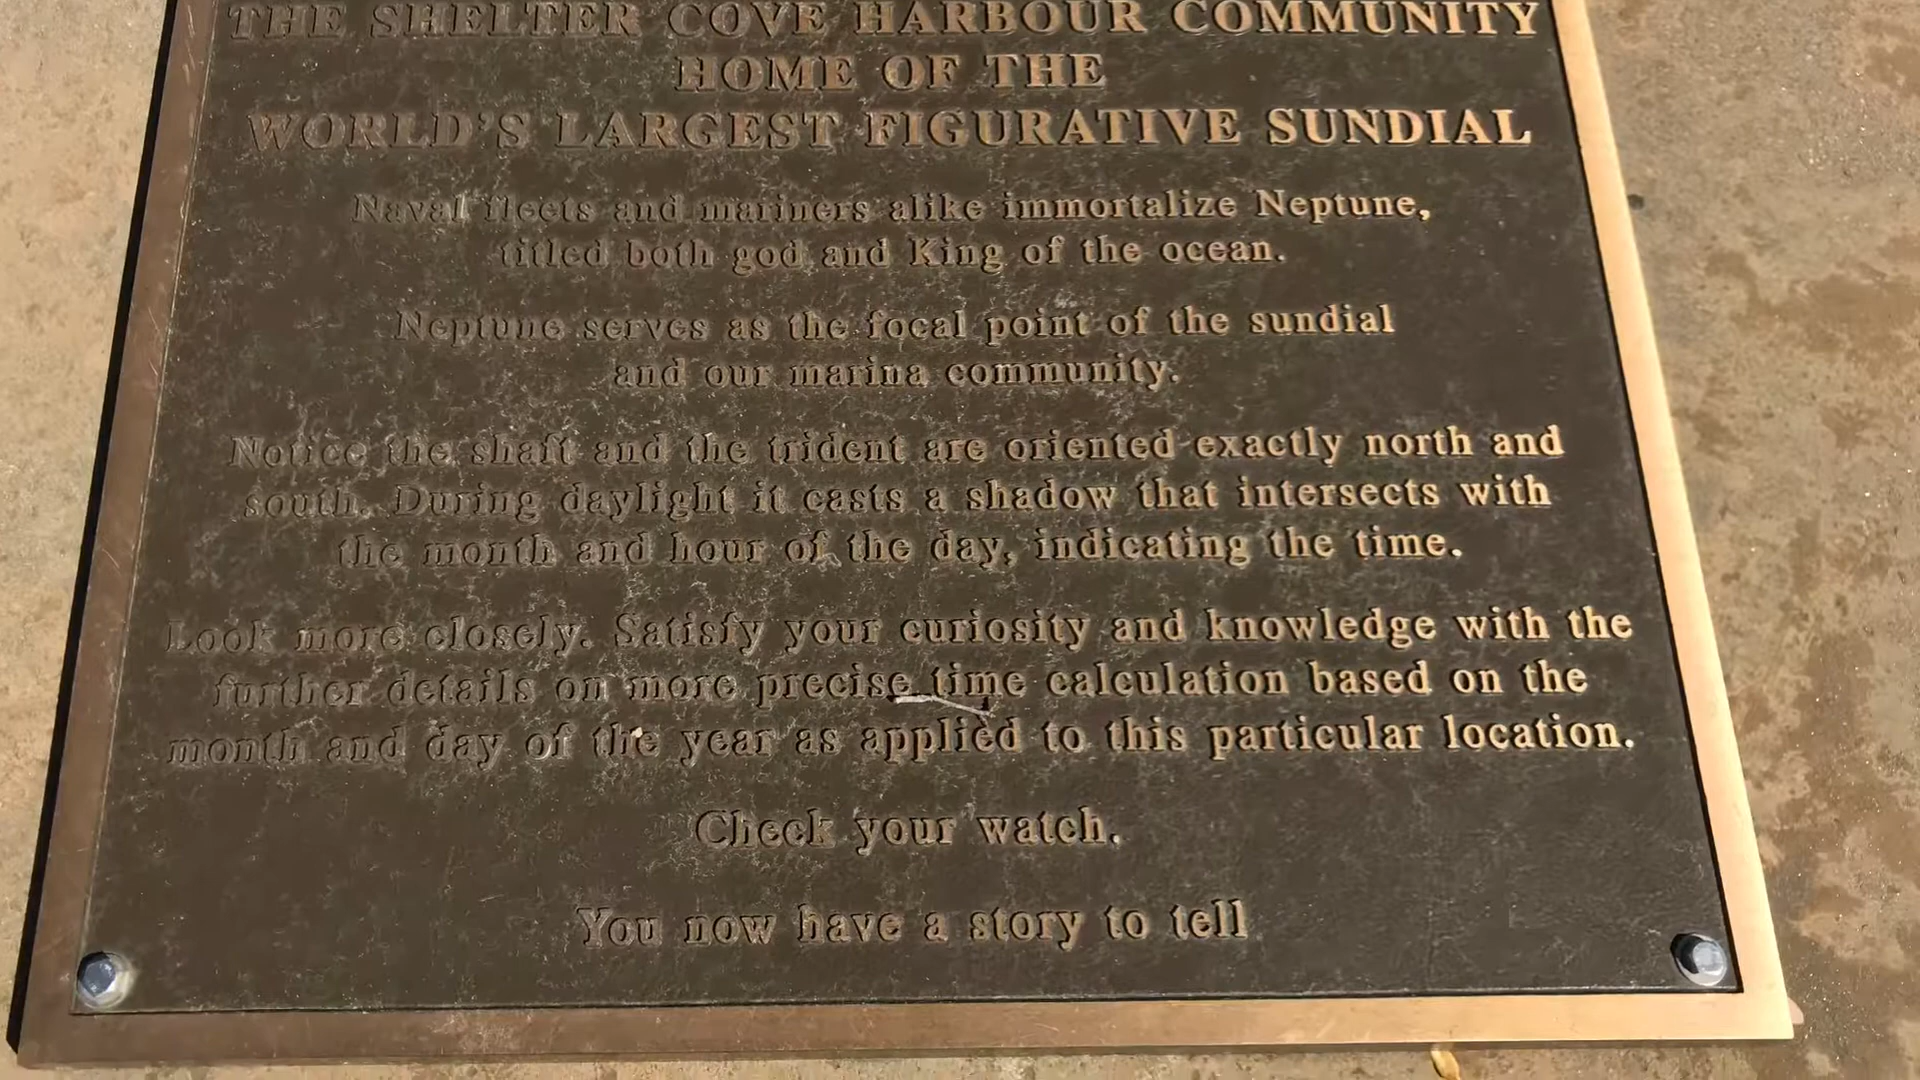 THE SHELTER COVE HARBOUR COMMUNITY
HOME OF THE
WORLD'S LARGEST FIGURATIVE SUNDIAL
Naval fleets and mariners alike immortalize Neptune,
titled both god and King of the ocean.
Neptune serves as the focal point of the sundial
and our marina community.
Notice the shaft and the trident are oriented exactly north and
south. During daylight it casts a shadow that intersects with
the month and hour of the day, indicating the time.
Look more closely. Satisfy your curiosity and knowledge with the
further details on more precise time calculation based on the
month and day of the year as applied to this particular location.
Check your watch.
You now have a story to tell